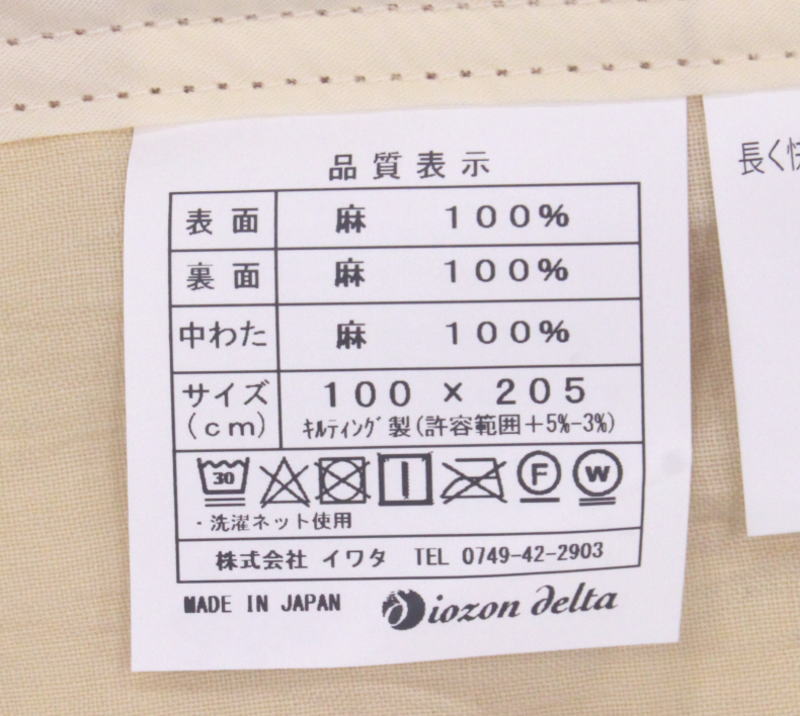 品質表示
表面 麻 100%
裏面 麻 100%
中わた 麻 100%
サイズ 100 × 205
(cm) ｷﾙﾃｨﾝｸﾞ製(許容範囲+5%-3%)
30 F W
・洗濯ネット使用
株式会社 イワタ TEL 0749-42-2903
MADE IN JAPAN iozon delta
長く快